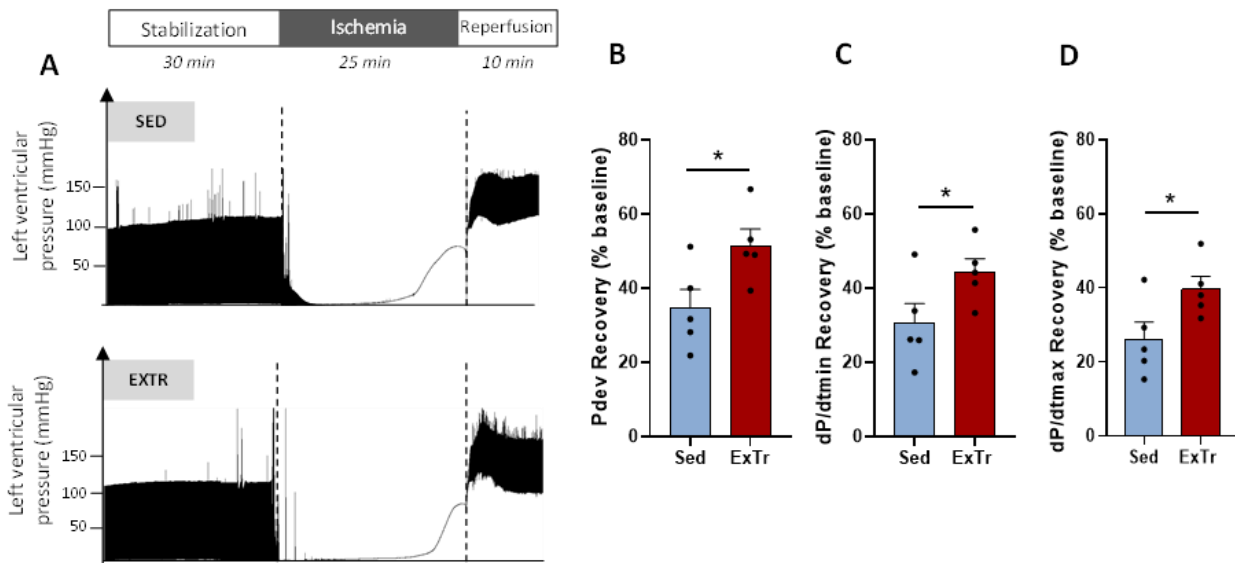 Stabilization
Ischemia
Reperfusion
30 min
25 min
10 min
A
SED
Left ventricular
pressure (mmHg)
150
100
50
EXTR
Left ventricular
pressure (mmHg)
150
100
50
B
Pdev Recovery (% baseline)
80
60
40
20
0
*
Sed
ExTr
C
dP/dtmin Recovery (% baseline)
80
60
40
20
0
*
Sed
ExTr
D
dP/dtmax Recovery (% baseline)
80
60
40
20
0
*
Sed
ExTr